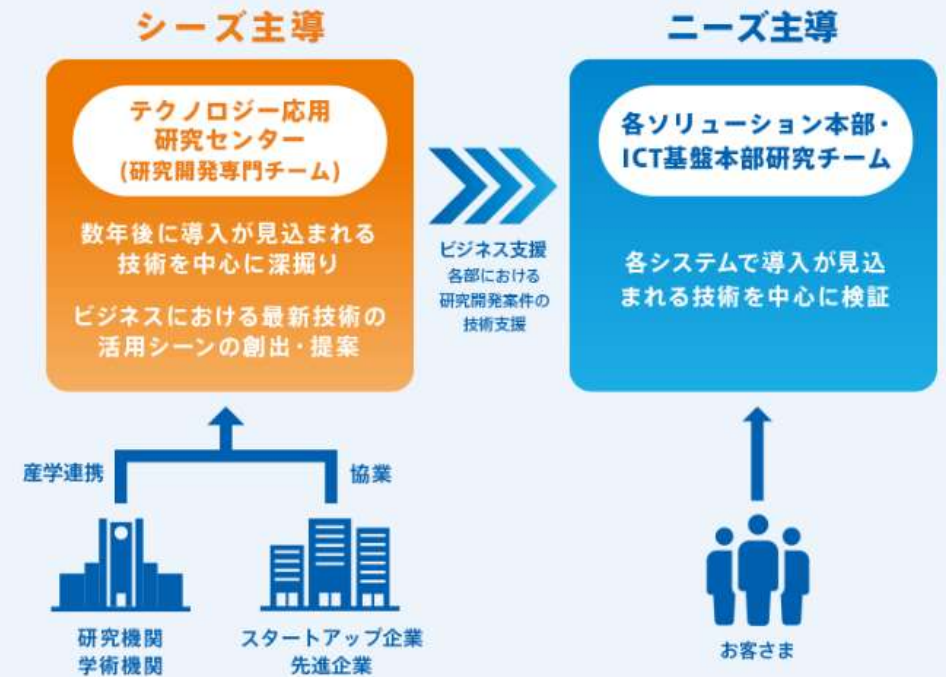 シーズ主導
テクノロジー応用
研究センター
(研究開発専門チーム)
数年後に導入が見込まれる
技術を中心に深掘り
ビジネスにおける最新技術の
活用シーンの創出・提案
ビジネス支援
各部における
研究開発案件の
技術支援
ニーズ主導
各ソリューション本部・
ICT基盤本部研究チーム
各システムで導入が見込
まれる技術を中心に検証
産学連携
協業
研究機関
学術機関
スタートアップ企業
先進企業
お客さま